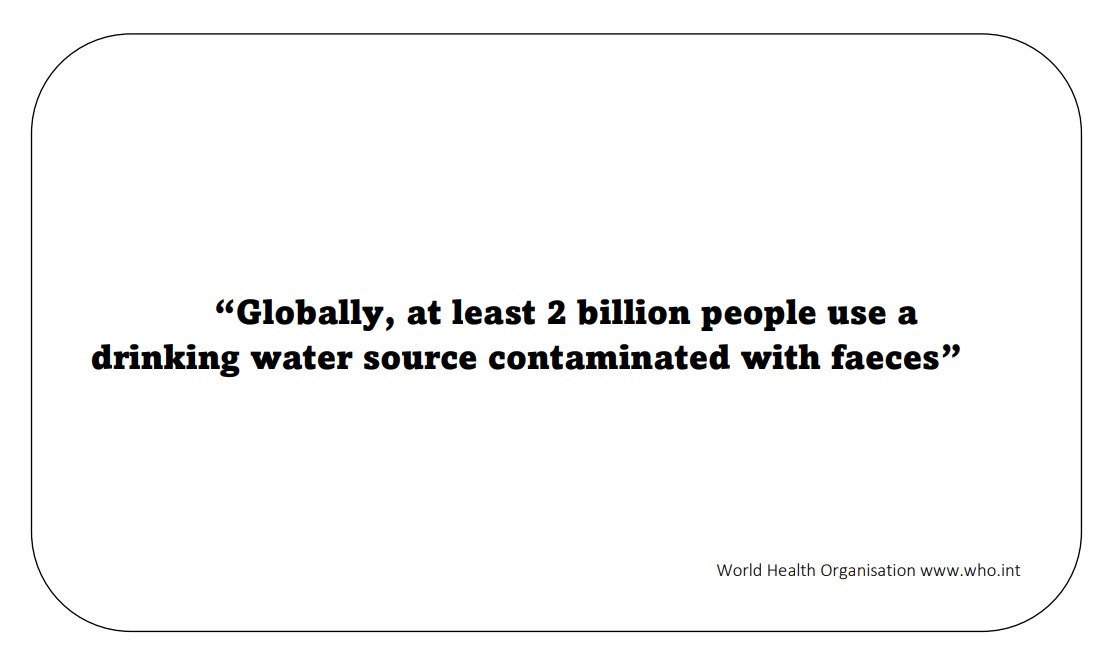 “Globally, at least 2 billion people use a
drinking water source contaminated with faeces”
World Health Organisation www.who.int